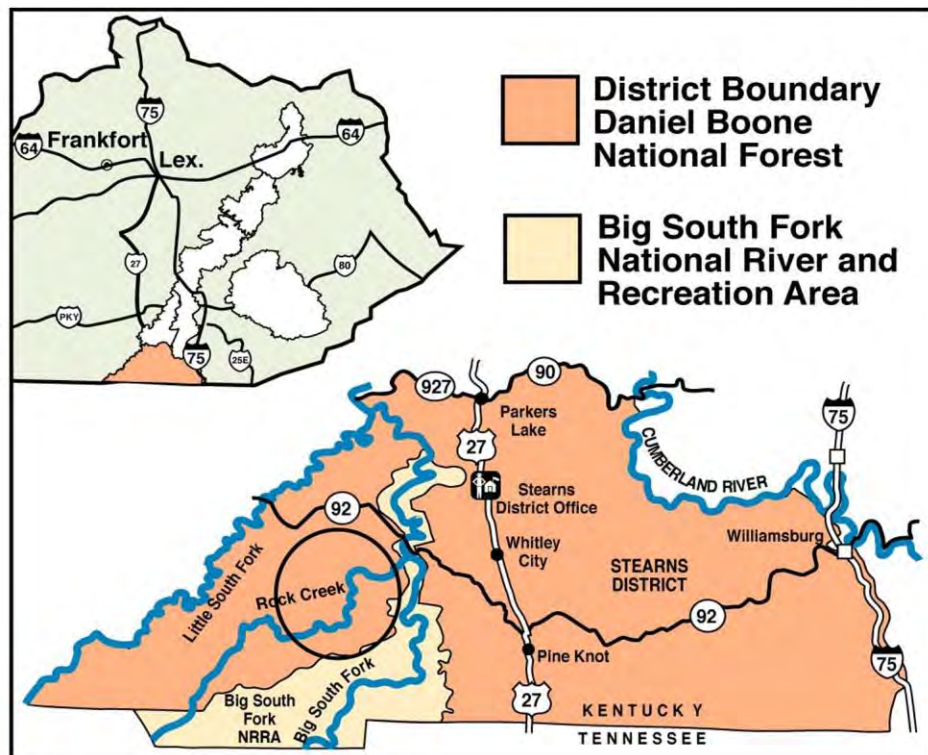 75
64
Frankfort
64
Lex.
27
80
PKY
75
25E
District Boundary
Daniel Boone
National Forest
Big South Fork
National River and
Recreation Area
927
90
Parkers
Lake
75
27
CUMBERLAND RIVER
Stearns
District Office
92
Williamsburg
Whitley
City
STEARNS
DISTRICT
Little South Fork
Rock Creek
92
Pine Knot
75
Big South
Fork
NRRA
Big South Fork
27
KENTUCKY
TENNESSEE